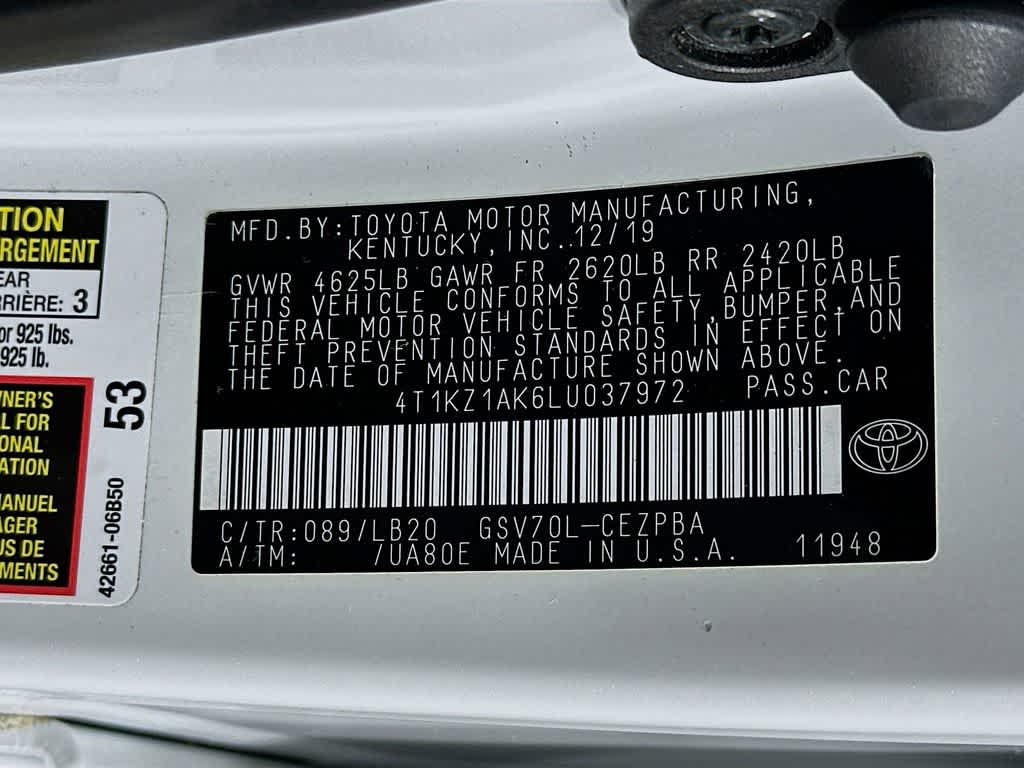 TION
RGEMENT
EAR
RRIÈRE: 3
or 925 lbs.
925 lb.
WNER'S
L FOR
ONAL
ATION
MANUEL
AGER
US DE
MENTS
53
42661-06B50
MFD.BY:TOYOTA MOTOR MANUFACTURING,
KENTUCKY,INC.12/19
GVWR 4625LB GAWR FR 2620LB RR 2420LB
THIS VEHICLE CONFORMS TO ALL APPLICABLE
FEDERAL MOTOR VEHICLE SAFETY,BUMPER,AND
THEFT PREVENTION STANDARDS IN EFFECT ON
THE DATE OF MANUFACTURE SHOWN ABOVE.
4T1KZ1AK6LU037972 PASS.CAR
C/TR:089/LB20 GSV70L-CEZPBA
A/TM: /UA80E MADE IN U.S.A. 11948